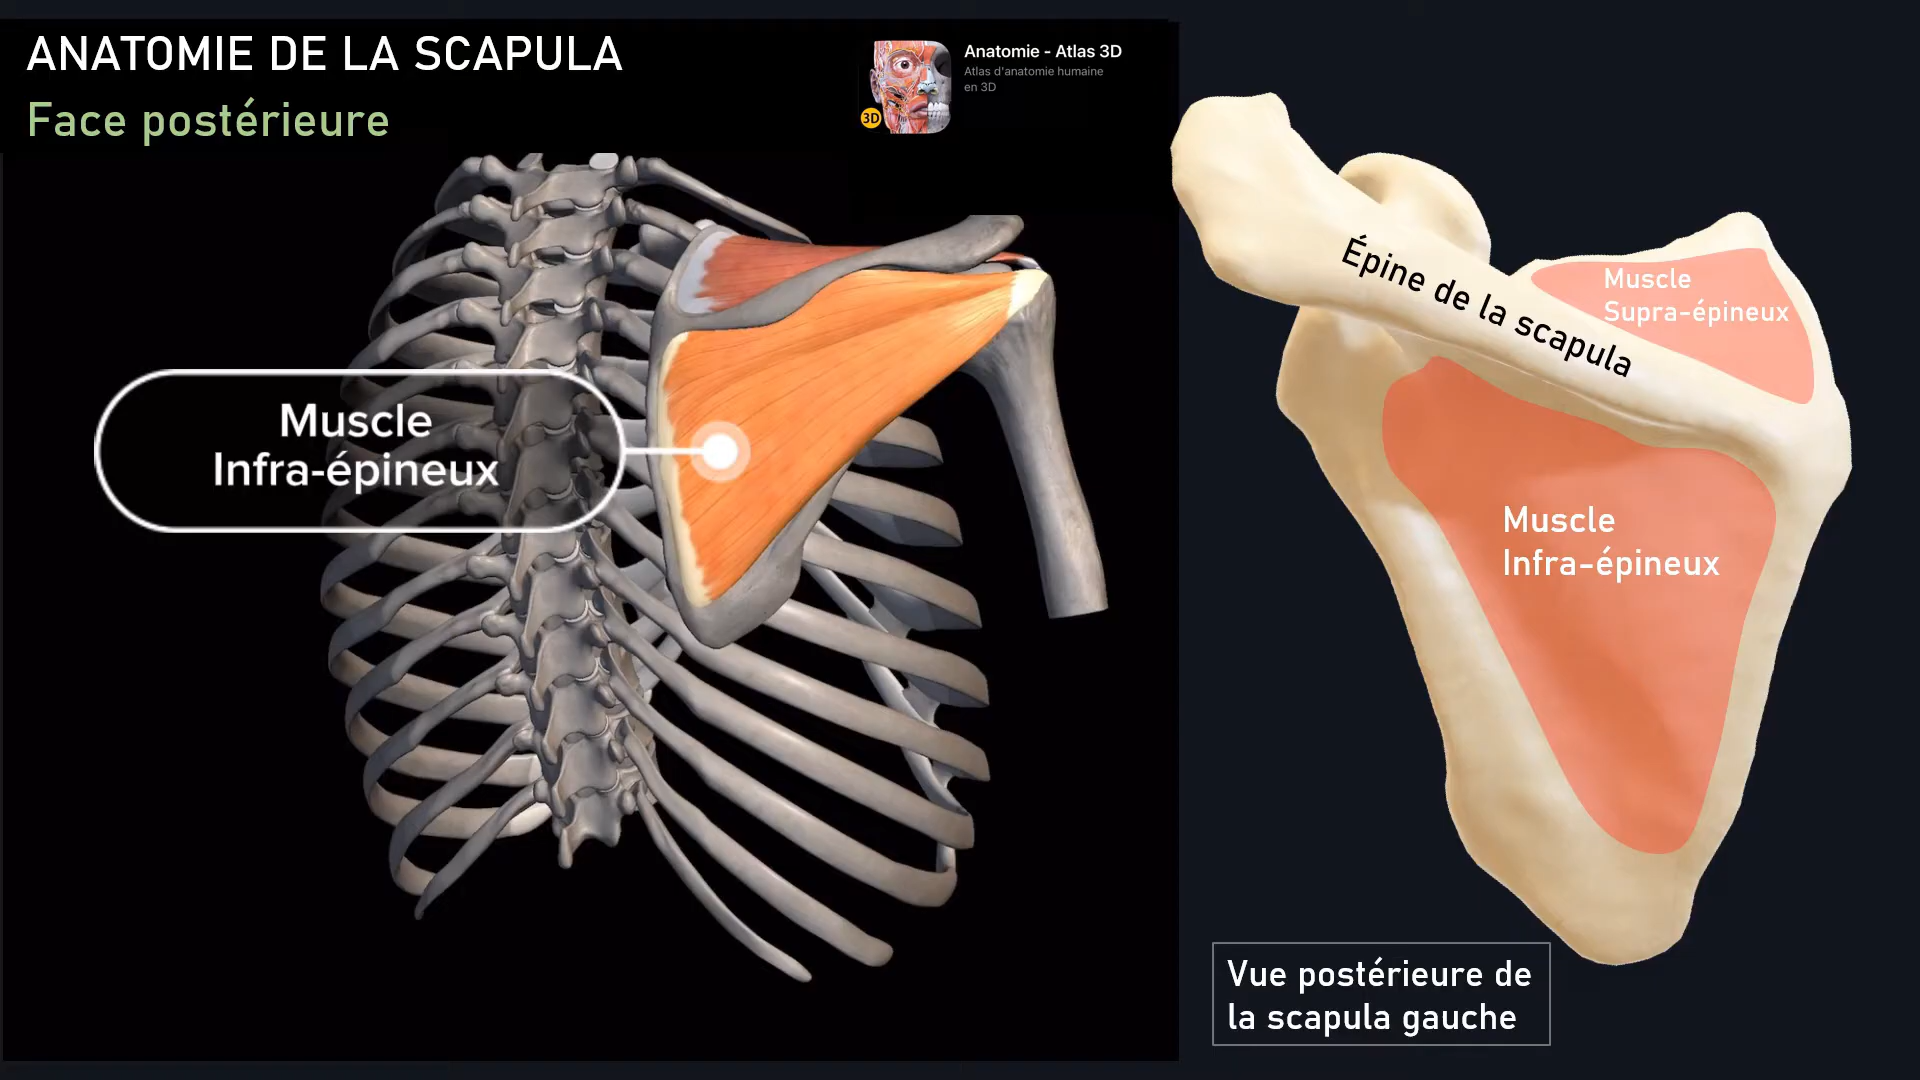 ANATOMIE DE LA SCAPULA
Face postérieure
Anatomie - Atlas 3D
Atlas d'anatomie humaine
en 3D
3D
Muscle
Infra-épineux
Épine de la scapula
Muscle
Supra-épineux
Muscle
Infra-épineux
Vue postérieure de
la scapula gauche